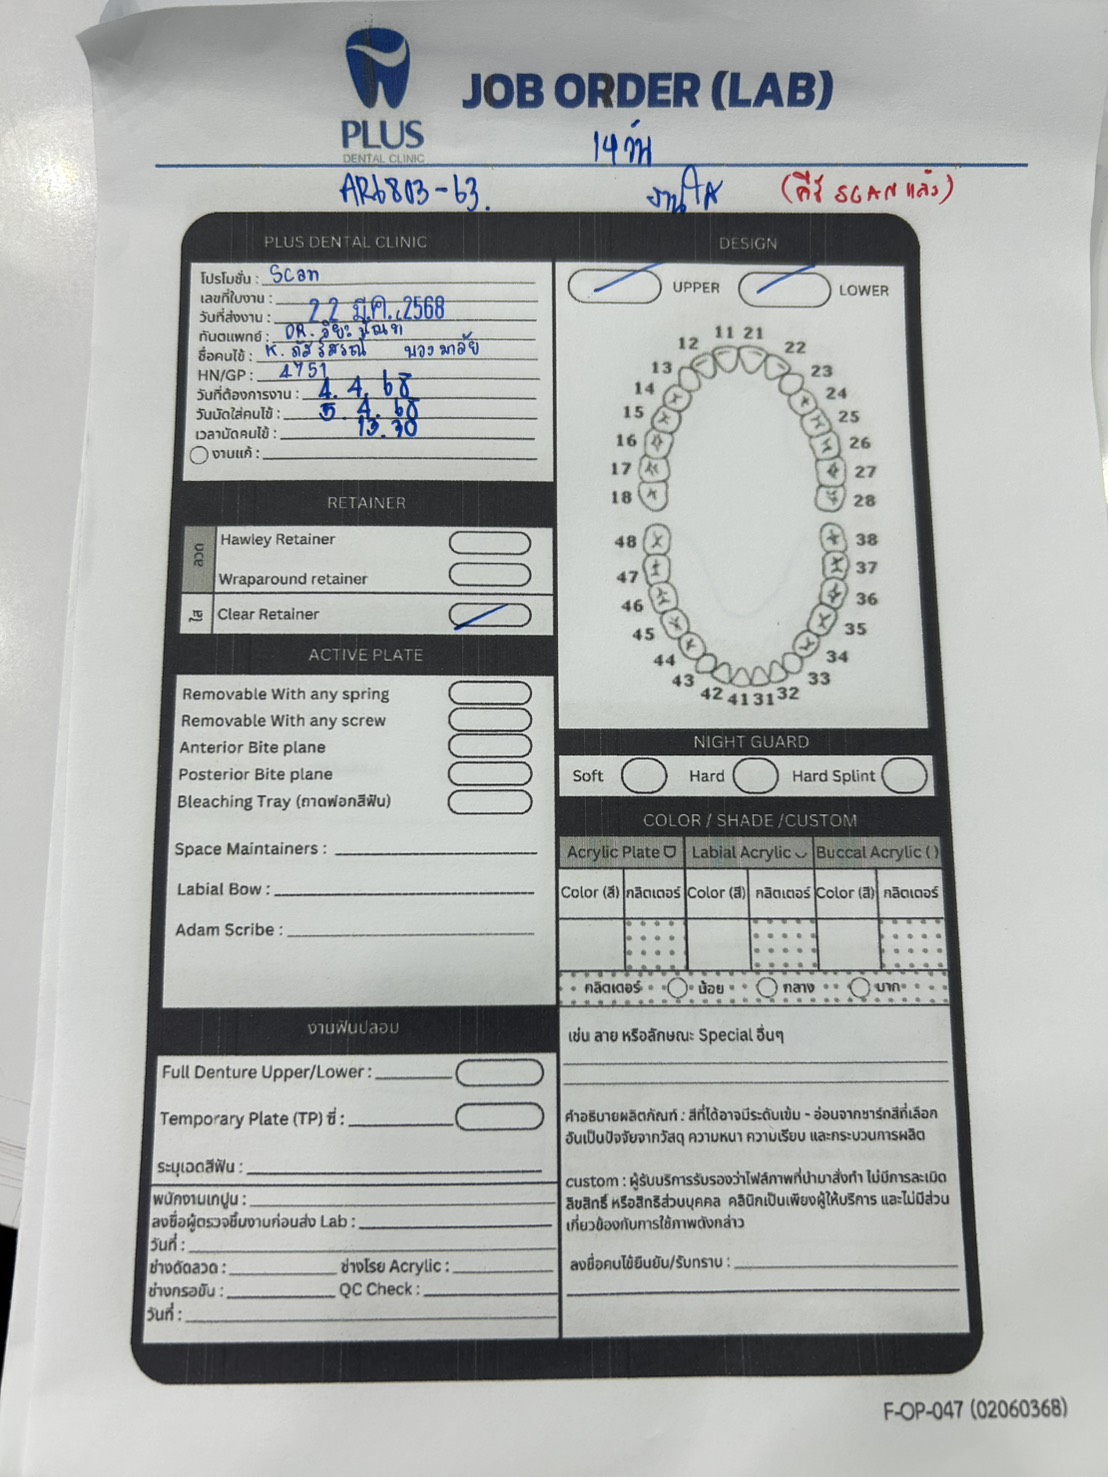 PLUS
DENTAL CLINIC
JOB ORDER (LAB)
14 วัน
AR6803-63.
งานใส
(คีย์ SCAN แล้ว)
PLUS DENTAL CLINIC
โปรโมชั่น : Scan
เลขที่ใบงาน :
วันที่ส่งงาน : 22 มี.ค. 2568
ทันตแพทย์ : DR.
ชื่อคนไข้ : K.
HN/GP : 4751
วันที่ต้องการงาน : 4. 4. 68
วันนัดใส่คนไข้ : 5. 4. 68
เวลานัดคนไข้ : 13.30
งานแก้ :
RETAINER
ลวด
Hawley Retainer
Wraparound retainer
ใส
Clear Retainer
ACTIVE PLATE
Removable With any spring
Removable With any screw
Anterior Bite plane
Posterior Bite plane
Bleaching Tray (ถาดฟอกสีฟัน)
Space Maintainers :
Labial Bow :
Adam Scribe :
งานฟันปลอม
Full Denture Upper/Lower :
Temporary Plate (TP) ซี่ :
ระบุเฉดสีฟัน :
พนักงานเทปูน :
ลงชื่อผู้ตรวจชิ้นงานก่อนส่ง Lab :
วันที่ :
ช่างดัดลวด : ช่างโรย Acrylic :
ช่างกรอขัน : QC Check :
วันที่ :
DESIGN
UPPER LOWER
11 21
12 22
13 23
14 24
15 25
16 26
17 27
18 28
48 38
47 37
46 36
45 35
44 34
43 33
42 41 31 32
NIGHT GUARD
Soft Hard Hard Splint
COLOR / SHADE /CUSTOM
Acrylic Plate Labial Acrylic Buccal Acrylic ( )
Color (สี) กลิตเตอร์ Color (สี) กลิตเตอร์ Color (สี) กลิตเตอร์
กลิตเตอร์ น้อย กลาง มาก
เช่น ลาย หรือลักษณะ Special อื่นๆ
คำอธิบายผลิตภัณฑ์ : สีที่ได้อาจมีระดับเข้ม - อ่อนจากชาร์ทสีที่เลือก
อันเป็นปัจจัยจากวัสดุ ความหนา ความเรียบ และกระบวนการผลิต
custom : ผู้รับบริการรับรองว่าไฟล์ภาพที่นำมาสั่งทำ ไม่มีการละเมิด
ลิขสิทธิ์ หรือสิทธิส่วนบุคคล คลินิกเป็นเพียงผู้ให้บริการ และไม่มีส่วน
เกี่ยวข้องกับการใช้ภาพดังกล่าว
ลงชื่อคนไข้ยืนยัน/รับทราบ :
F-OP-047 (02060368)